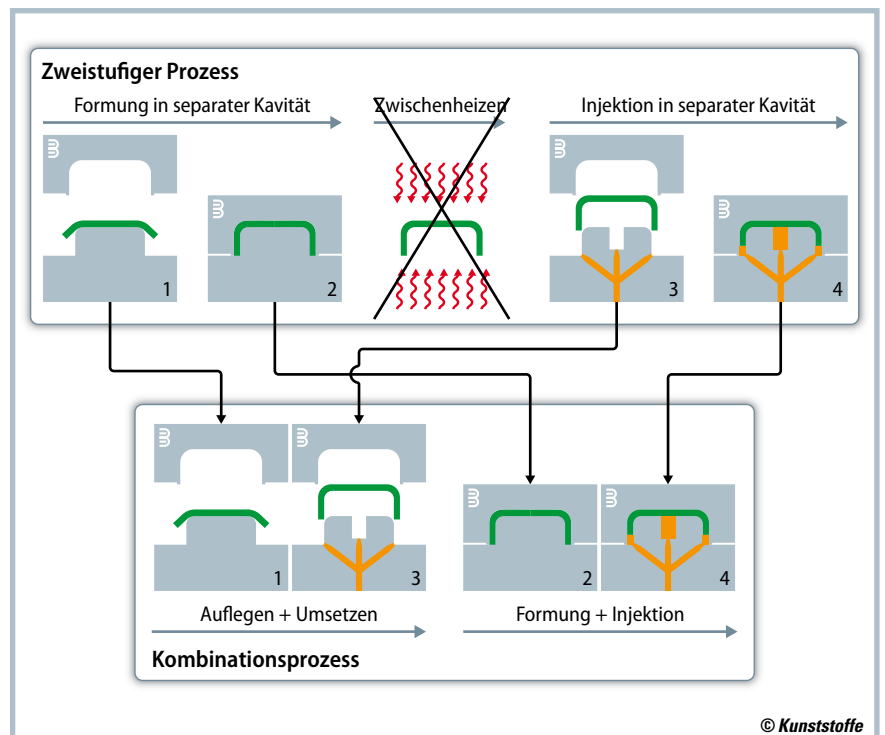 Zweistufiger Prozess
Formung in separater Kavität
Zwischenheizen
Injektion in separater Kavität
1
2
3
4
1
3
2
4
Auflegen + Umsetzen
Formung + Injektion
Kombinationsprozess
© Kunststoffe